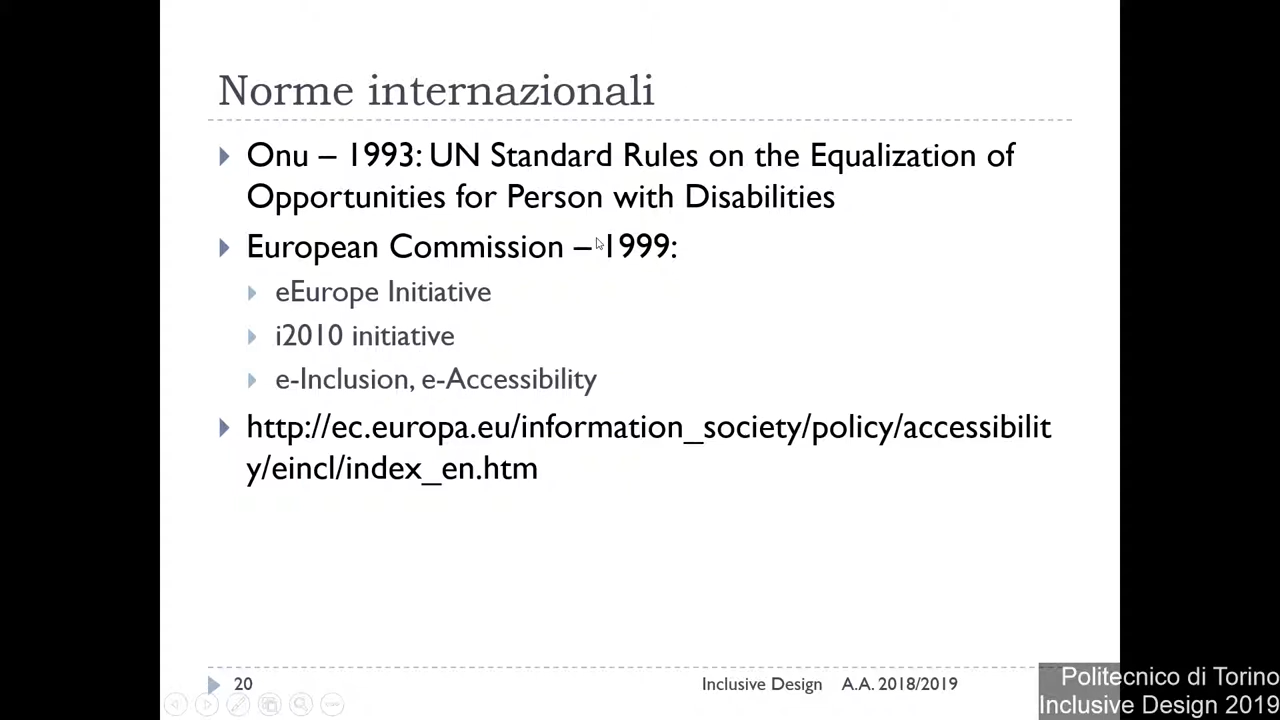 Norme internazionali
Onu – 1993: UN Standard Rules on the Equalization of
Opportunities for Person with Disabilities
European Commission – 1999:
eEurope Initiative
i2010 initiative
e-Inclusion, e-Accessibility
http://ec.europa.eu/information_society/policy/accessibilit
y/eincl/index_en.htm
20
Inclusive Design A.A. 2018/2019
Politecnico di Torino
Inclusive Design 2019